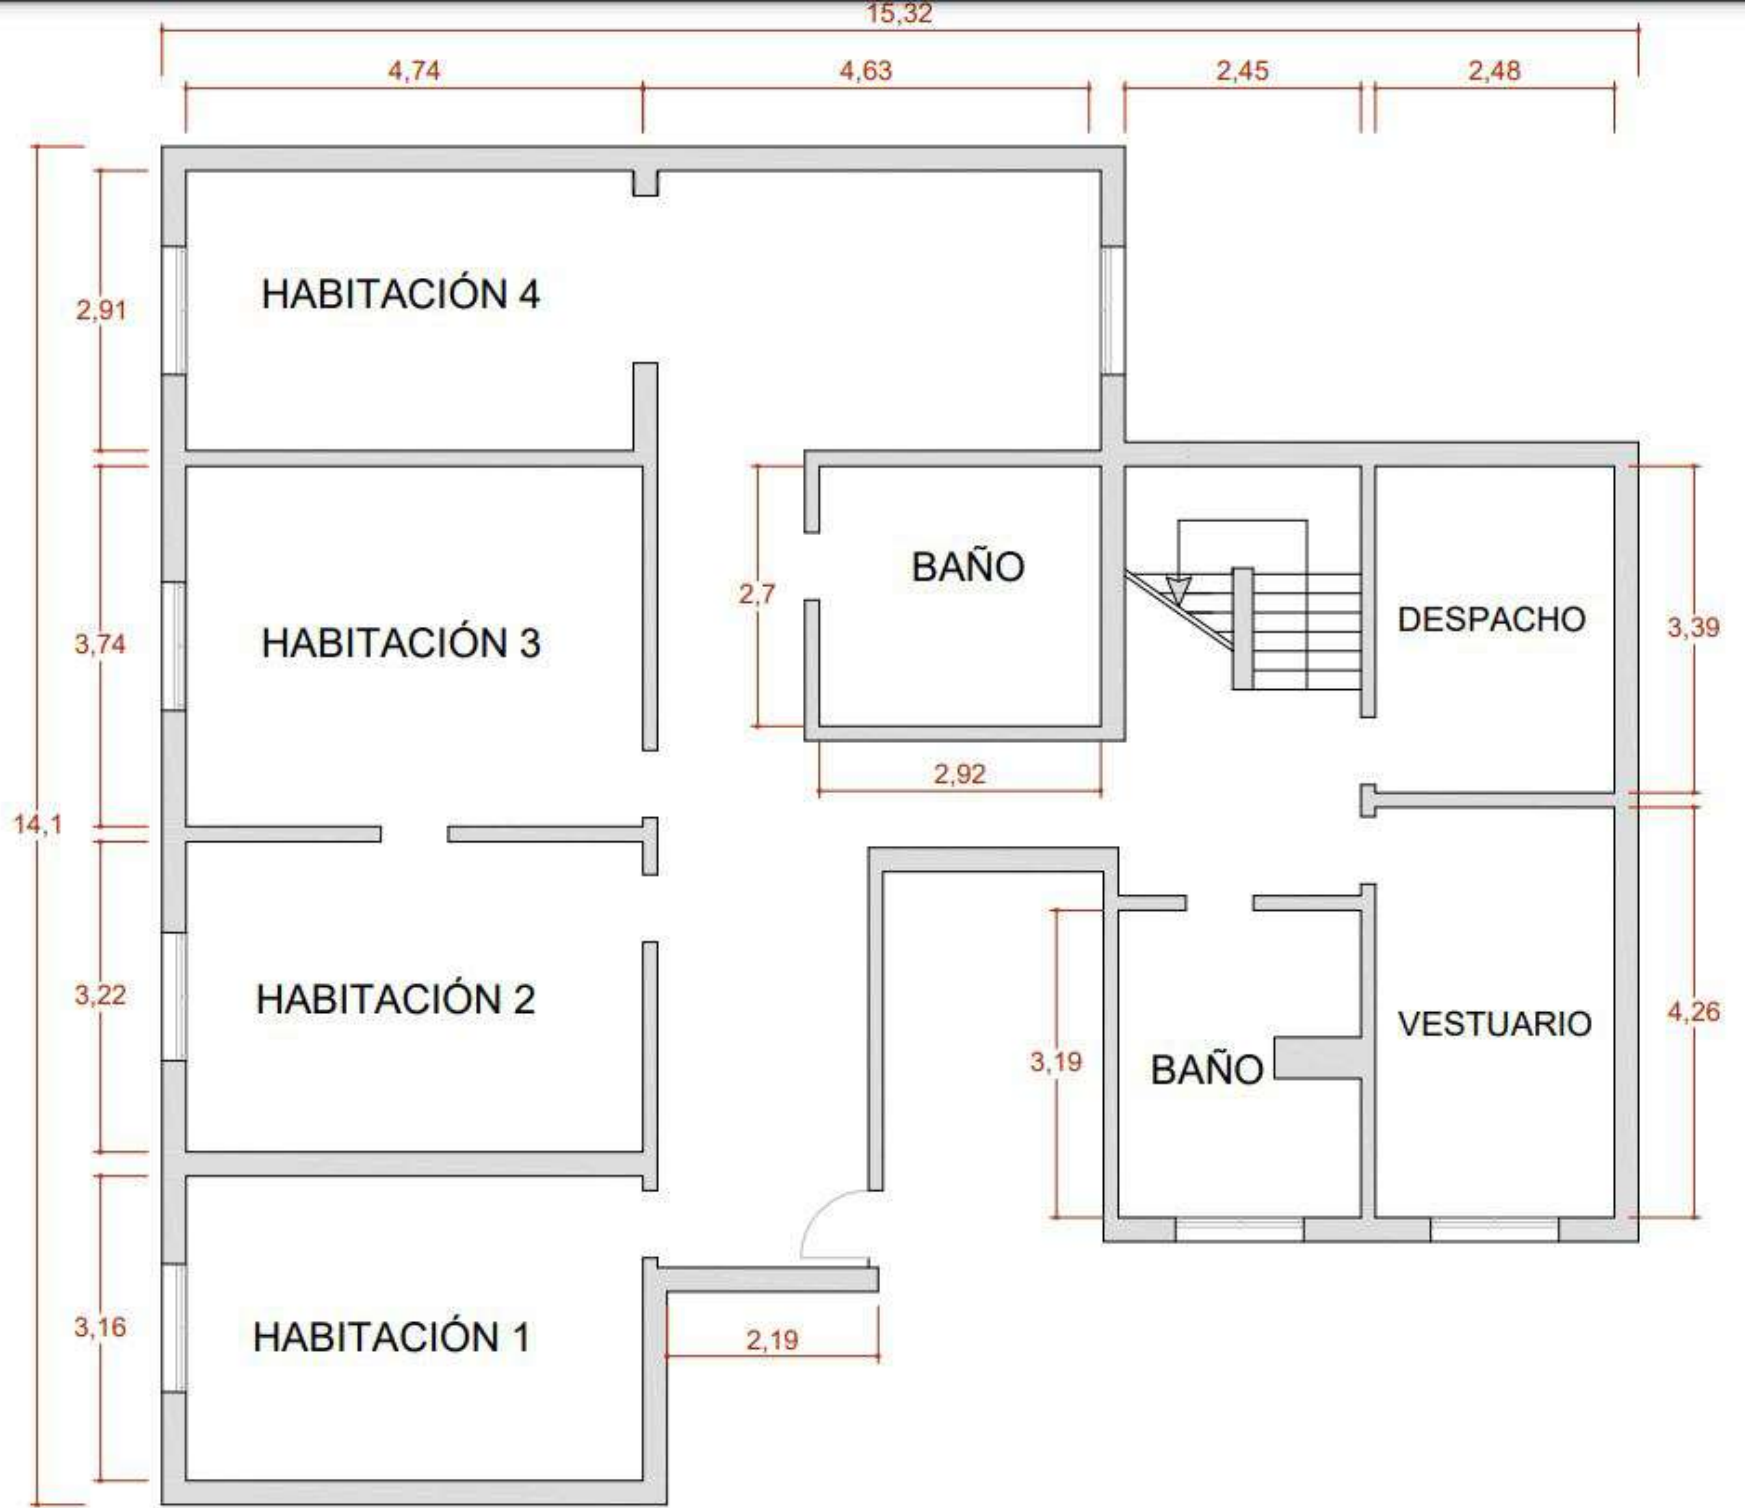 15,32
4,74
4,63
2,45
2,48
HABITACIÓN 4
2,91
HABITACIÓN 3
3,74
2,7
BAÑO
DESPACHO
3,39
2,92
14,1
HABITACIÓN 2
3,22
3,19
BAÑO
VESTUARIO
4,26
HABITACIÓN 1
3,16
2,19